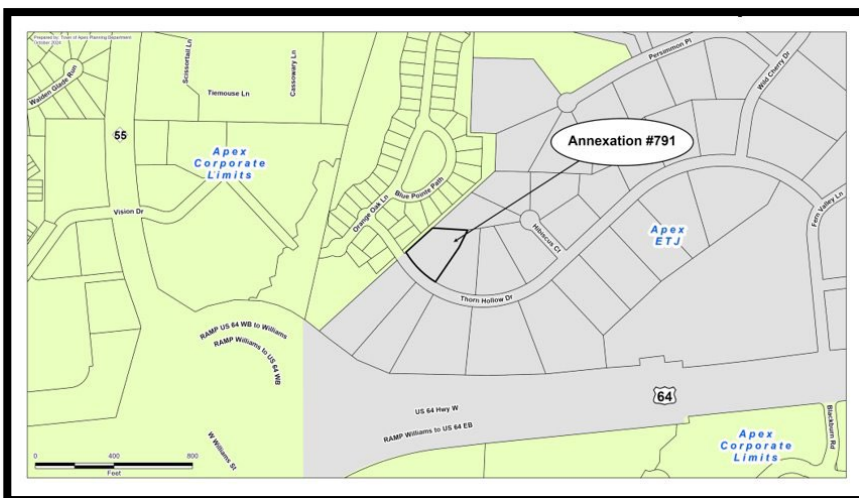 Prepared by: Town of Apex Planning Department
October 2024
Walden Glade Run
Scissortail Ln
Tiemouse Ln
Cassowary Ln
Persimmon Pl
Wild Cherry Dr
55
Apex
Corporate
Limits
Annexation #791
Blue Pointe Path
Orange Oak Ln
Vision Dr
Hibiscus Cr
Apex
ETJ
Fern Valley Ln
Thorn Hollow Dr
RAMP US 64 WB to Williams
RAMP Williams to US 64 WB
64
US 64 Hwy W
RAMP Williams to US 64 EB
W Williams St
Blackburn Rd
Apex
Corporate
Limits
0 400 800
Feet